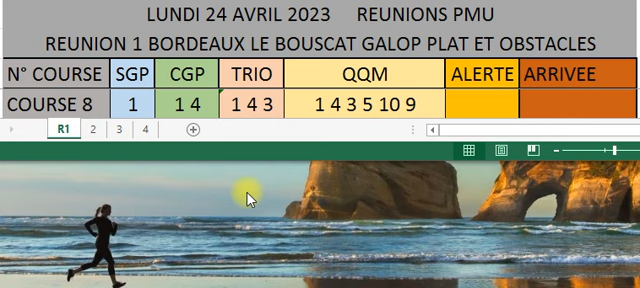 LUNDI 24 AVRIL 2023 REUNIONS PMU
REUNION 1 BORDEAUX LE BOUSCAT GALOP PLAT ET OBSTACLES
N° COURSE SGP CGP TRIO QQM ALERTE ARRIVEE
COURSE 8 1 1 4 1 4 3 1 4 3 5 10 9
R1 2 3 4